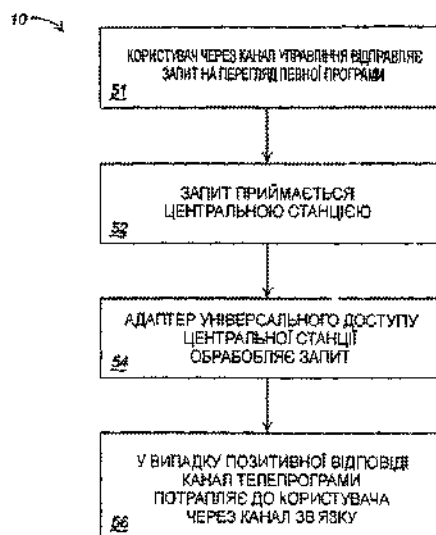 10
КОРИСТУВАЧ ЧЕРЕЗ КАНАЛ УПРАВЛІННЯ ВІДПРАВЛЯЄ
ЗАПИТ НА ПЕРЕГЛЯД ПЕВНОЇ ПРОГРАМИ
51
ЗАПИТ ПРИЙМАЄТЬСЯ
ЦЕНТРАЛЬНОЮ СТАНЦІЄЮ
52
АДАПТЕР УНІВЕРСАЛЬНОГО ДОСТУПУ
ЦЕНТРАЛЬНОЇ СТАНЦІЇ
ОБРАБОБЛЯЄ ЗАПИТ
54
У ВИПАДКУ ПОЗИТИВНОЇ ВІДПОВІДІ
КАНАЛ ТЕЛЕПРОГРАМИ
ПОТРАПЛЯЄ ДО КОРИСТУВАЧА
ЧЕРЕЗ КАНАЛ ЗВ'ЯЗКУ
56